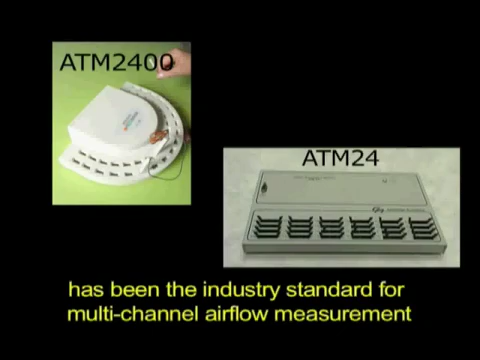 ATM2400
ATM24
has been the industry standard for
multi-channel airflow measurement